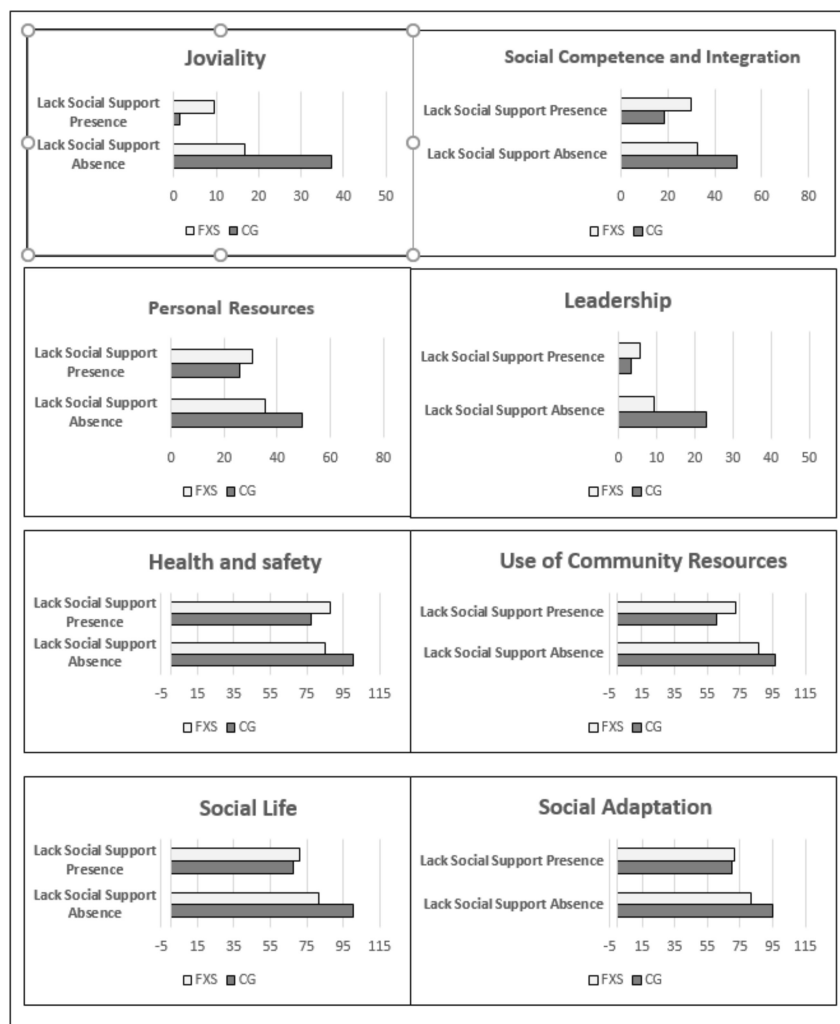 Joviality
Lack Social Support
Presence
Lack Social Support
Absence
0 10 20 30 40 50
FXS CG
Social Competence and Integration
Lack Social Support Presence
Lack Social Support Absence
0 20 40 60 80
FXS CG
Personal Resources
Lack Social Support
Presence
Lack Social Support
Absence
0 20 40 60 80
FXS CG
Leadership
Lack Social Support Presence
Lack Social Support Absence
0 10 20 30 40 50
FXS CG
Health and safety
Lack Social Support
Presence
Lack Social Support
Absence
-5 15 35 55 75 95 115
FXS CG
Use of Community Resources
Lack Social Support Presence
Lack Social Support Absence
-5 15 35 55 75 95 115
FXS CG
Social Life
Lack Social Support
Presence
Lack Social Support
Absence
-5 15 35 55 75 95 115
FXS CG
Social Adaptation
Lack Social Support Presence
Lack Social Support Absence
-5 15 35 55 75 95 115
FXS CG